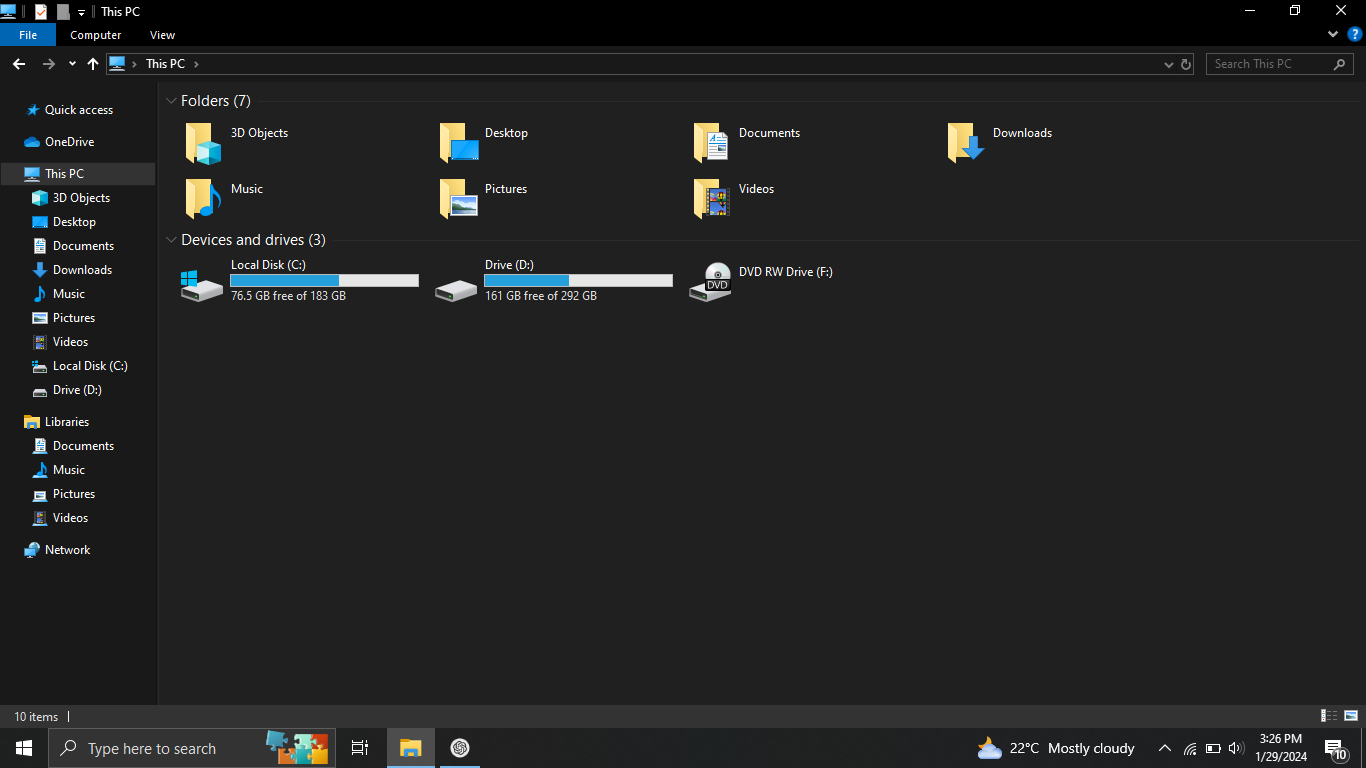 This PC
File Computer View
This PC
Search This PC
Quick access
OneDrive
This PC
3D Objects
Desktop
Documents
Downloads
Music
Pictures
Videos
Local Disk (C:)
Drive (D:)
Libraries
Documents
Music
Pictures
Videos
Network
Folders (7)
3D Objects
Desktop
Documents
Downloads
Music
Pictures
Videos
Devices and drives (3)
Local Disk (C:)
76.5 GB free of 183 GB
Drive (D:)
161 GB free of 292 GB
DVD
DVD RW Drive (F:)
10 items
Type here to search
22°C Mostly cloudy
3:26 PM
1/29/2024
10